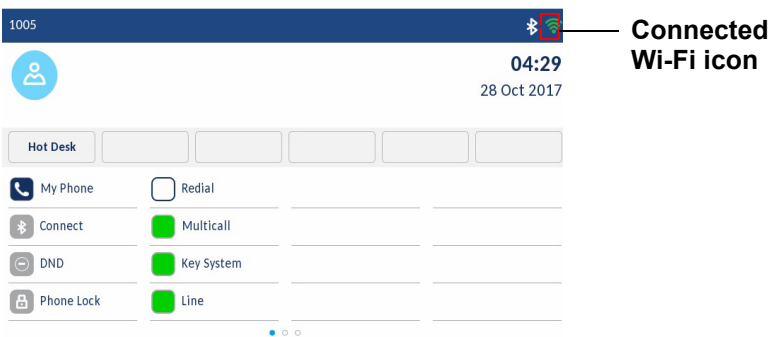 1005
Connected
Wi-Fi icon
04:29
28 Oct 2017
Hot Desk
My Phone Redial
Connect Multicall
DND Key System
Phone Lock Line